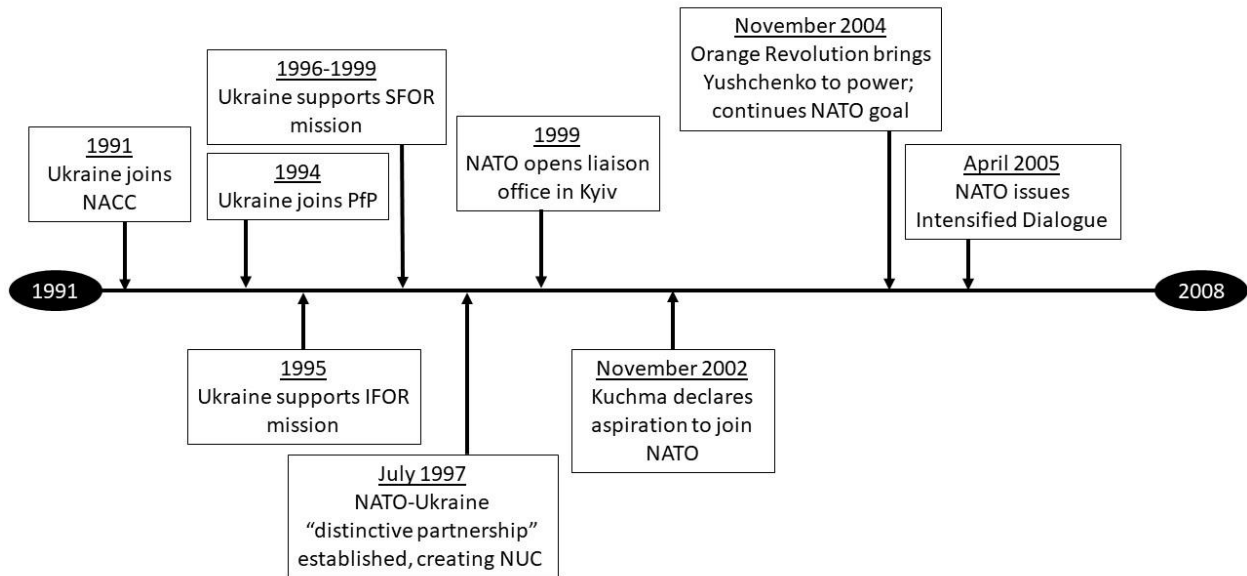 1991
Ukraine joins
NACC
1994
Ukraine joins PfP
1996-1999
Ukraine supports SFOR
mission
1999
NATO opens liaison
office in Kyiv
November 2004
Orange Revolution brings
Yushchenko to power;
continues NATO goal
April 2005
NATO issues
Intensified Dialogue
1991
2008
1995
Ukraine supports IFOR
mission
July 1997
NATO-Ukraine
“distinctive partnership”
established, creating NUC
November 2002
Kuchma declares
aspiration to join
NATO